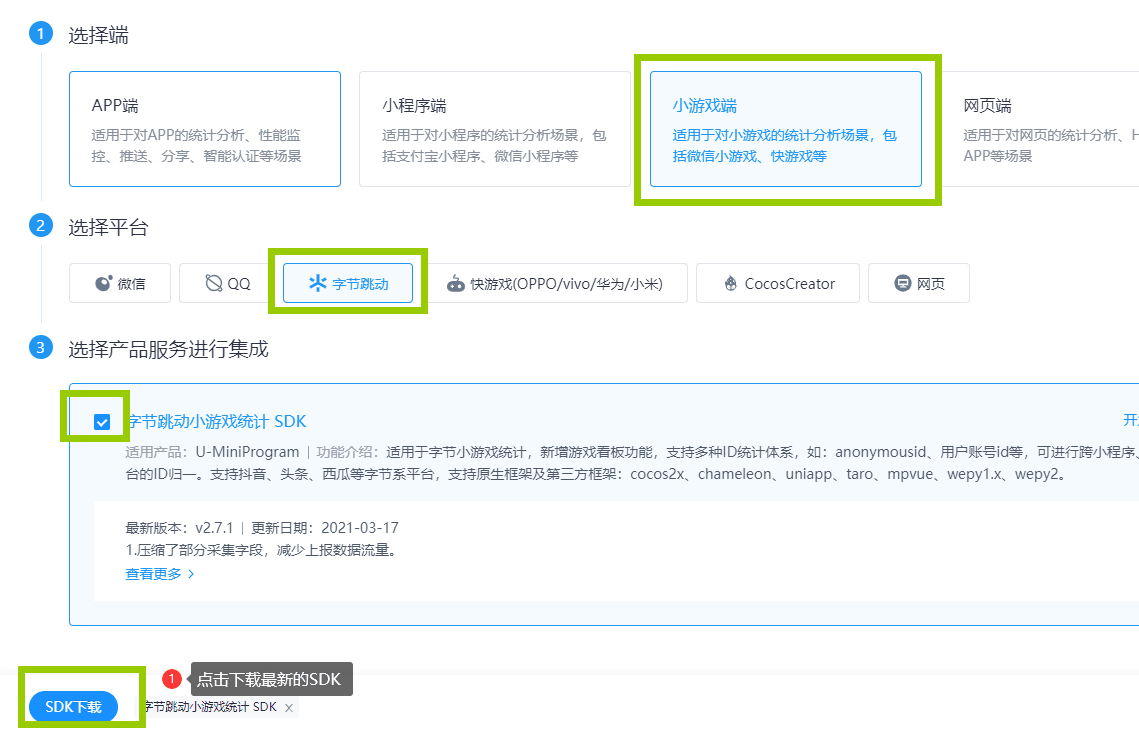 1 选择端
APP端
适用于对APP的统计分析、性能监
控、推送、分享、智能认证等场景
小程序端
适用于对小程序的统计分析场景，包
括支付宝小程序、微信小程序等
小游戏端
适用于对小游戏的统计分析场景，包
括微信小游戏、快游戏等
网页端
适用于对网页的统计分析、H
APP等场景
2 选择平台
微信
QQ
字节跳动
快游戏(OPPO/vivo/华为/小米)
CocosCreator
网页
3 选择产品服务进行集成
字节跳动小游戏统计 SDK
开
适用产品：U-MiniProgram | 功能介绍：适用于字节小游戏统计，新增游戏看板功能，支持多种ID统计体系，如：anonymousid、用户账号id等，可进行跨小程序、
台的ID归一。支持抖音、头条、西瓜等字节系平台，支持原生框架及第三方框架：cocos2x、chameleon、uniapp、taro、mpvue、wepy1.x、wepy2。
最新版本：v2.7.1 | 更新日期：2021-03-17
1.压缩了部分采集字段，减少上报数据流量。
查看更多 >
1 点击下载最新的SDK
SDK下载
字节跳动小游戏统计 SDK ×